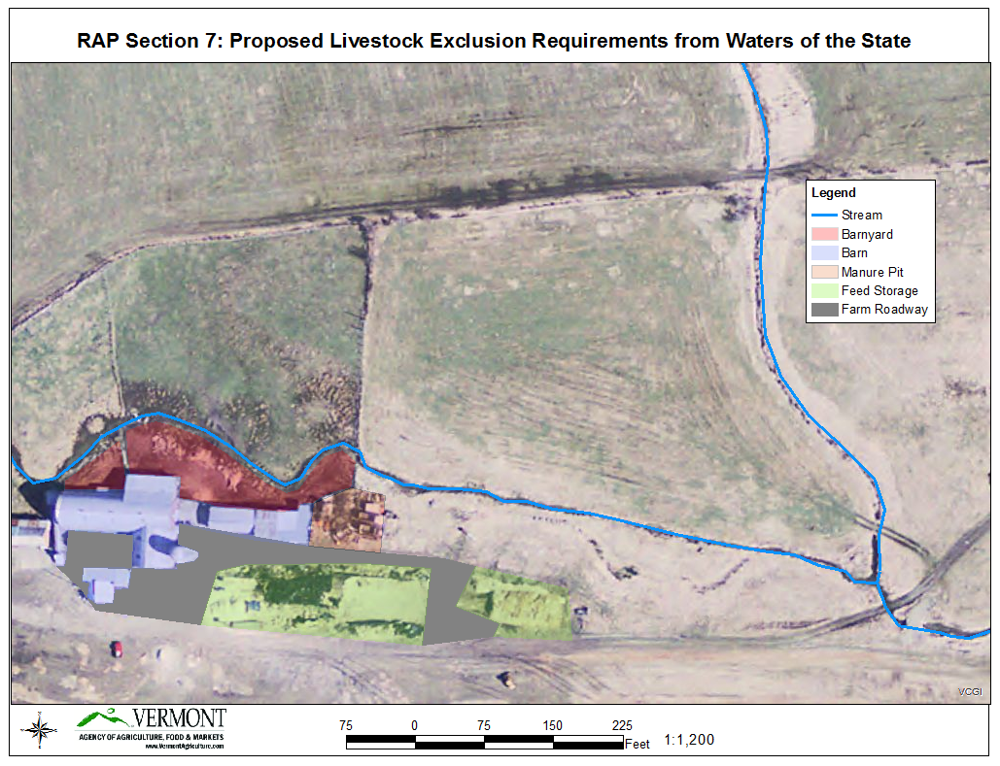 RAP Section 7: Proposed Livestock Exclusion Requirements from Waters of the State
Legend
Stream
Barnyard
Barn
Manure Pit
Feed Storage
Farm Roadway
VCGI
VERMONT
AGENCY OF AGRICULTURE, FOOD & MARKETS
www.VermontAgriculture.com
75 0 75 150 225
Feet
1:1,200